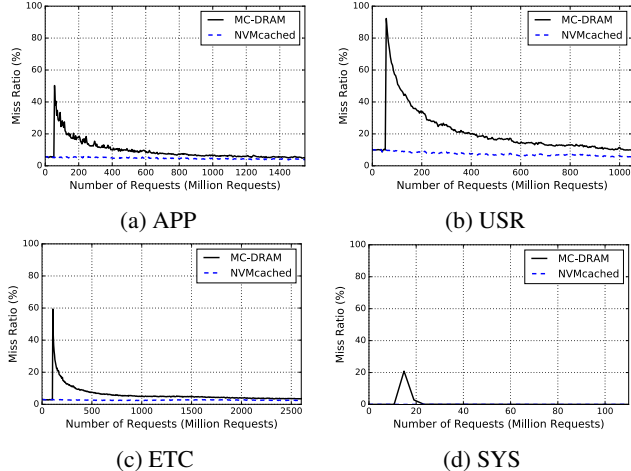 100
80
60
40
20
0
Miss Ratio (%)
MC-DRAM
NVMcached
0 200 400 600 800 1000 1200 1400
Number of Requests (Million Requests)
(a) APP
100
80
60
40
20
0
Miss Ratio (%)
MC-DRAM
NVMcached
0 200 400 600 800 1000
Number of Requests (Million Requests)
(b) USR
100
80
60
40
20
0
Miss Ratio (%)
MC-DRAM
NVMcached
0 500 1000 1500 2000 2500
Number of Requests (Million Requests)
(c) ETC
100
80
60
40
20
0
Miss Ratio (%)
MC-DRAM
NVMcached
0 20 40 60 80 100
Number of Requests (Million Requests)
(d) SYS